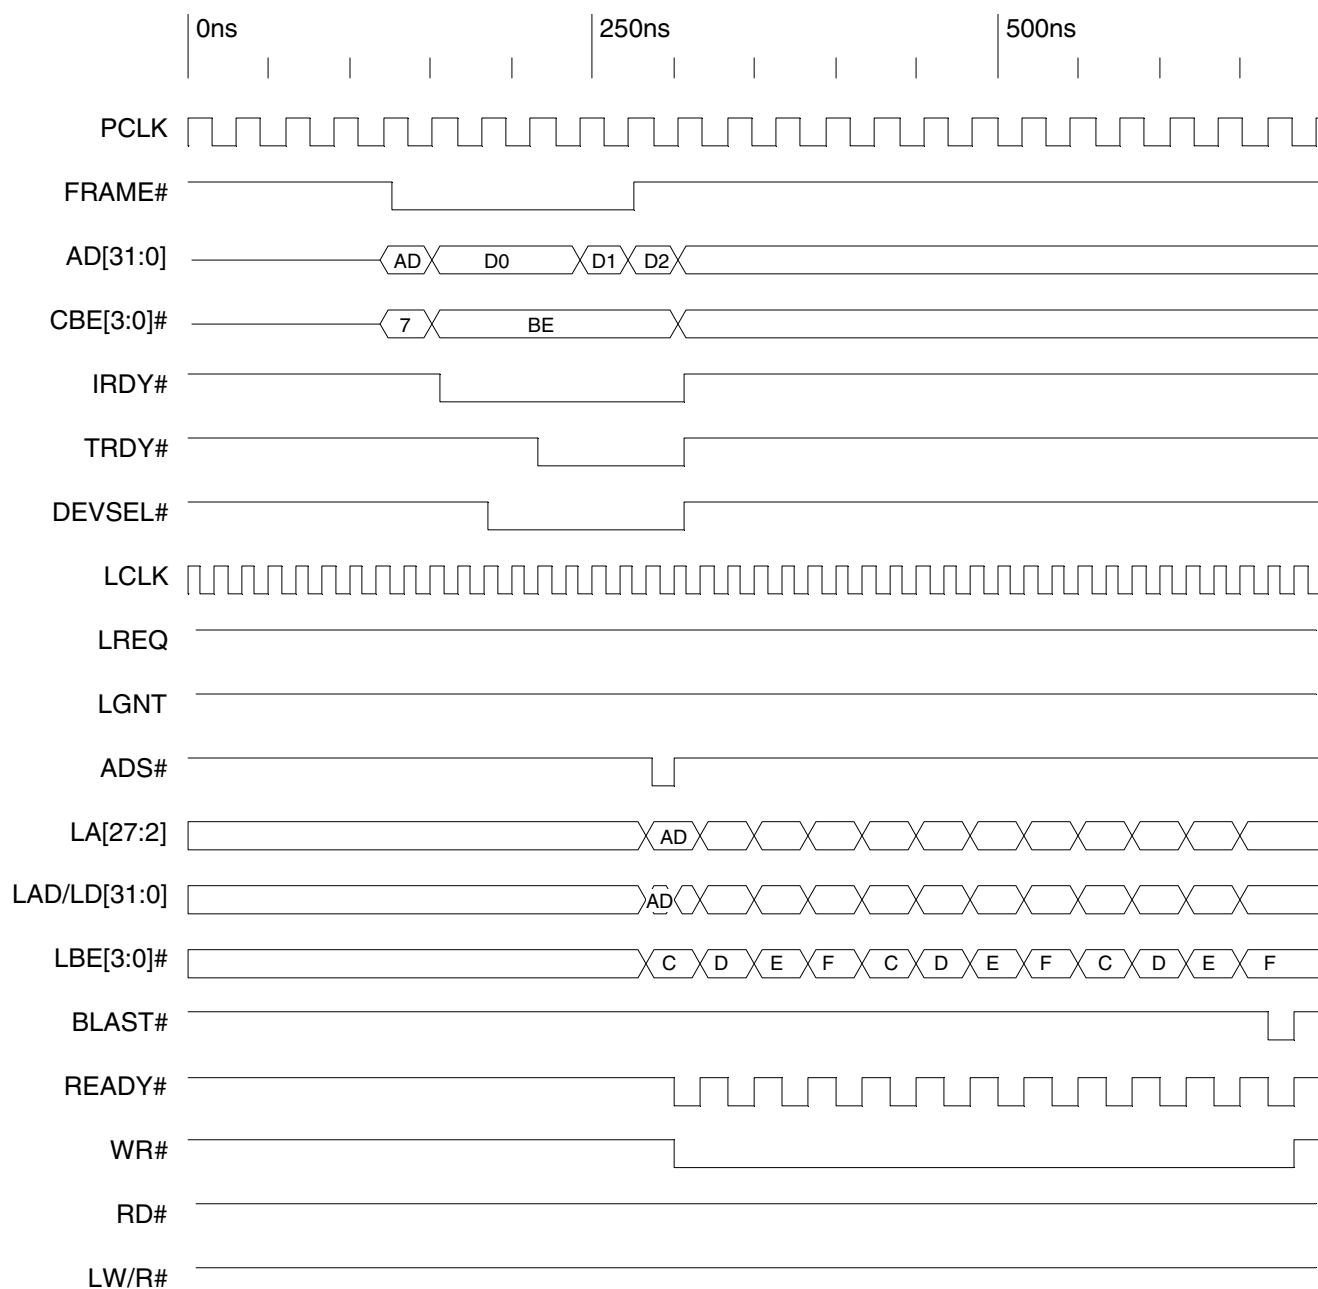 0ns 250ns 500ns
PCLK
FRAME#
AD[31:0] AD D0 D1 D2
CBE[3:0]# 7 BE
IRDY#
TRDY#
DEVSEL#
LCLK
LREQ
LGNT
ADS#
LA[27:2] AD
LAD/LD[31:0] AD
LBE[3:0]# C D E F C D E F C D E F
BLAST#
READY#
WR#
RD#
LW/R#